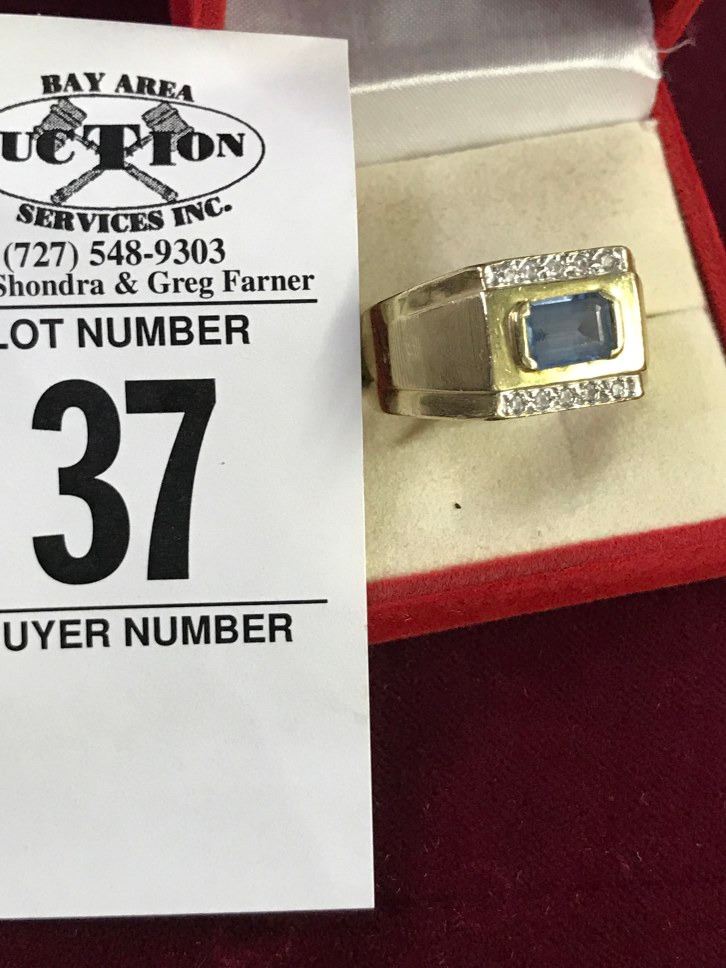 BAY AREA
UCTION
SERVICES INC.
(727) 548-9303
Shondra & Greg Farner
LOT NUMBER
37
UYER NUMBER